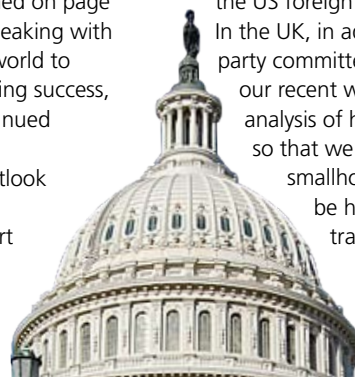 ned on page
eaking with
world to
ing success,
nued
tlook
rt
the US foreign
In the UK, in ac
party committe
our recent w
analysis of h
so that we
smallho
be h
tra